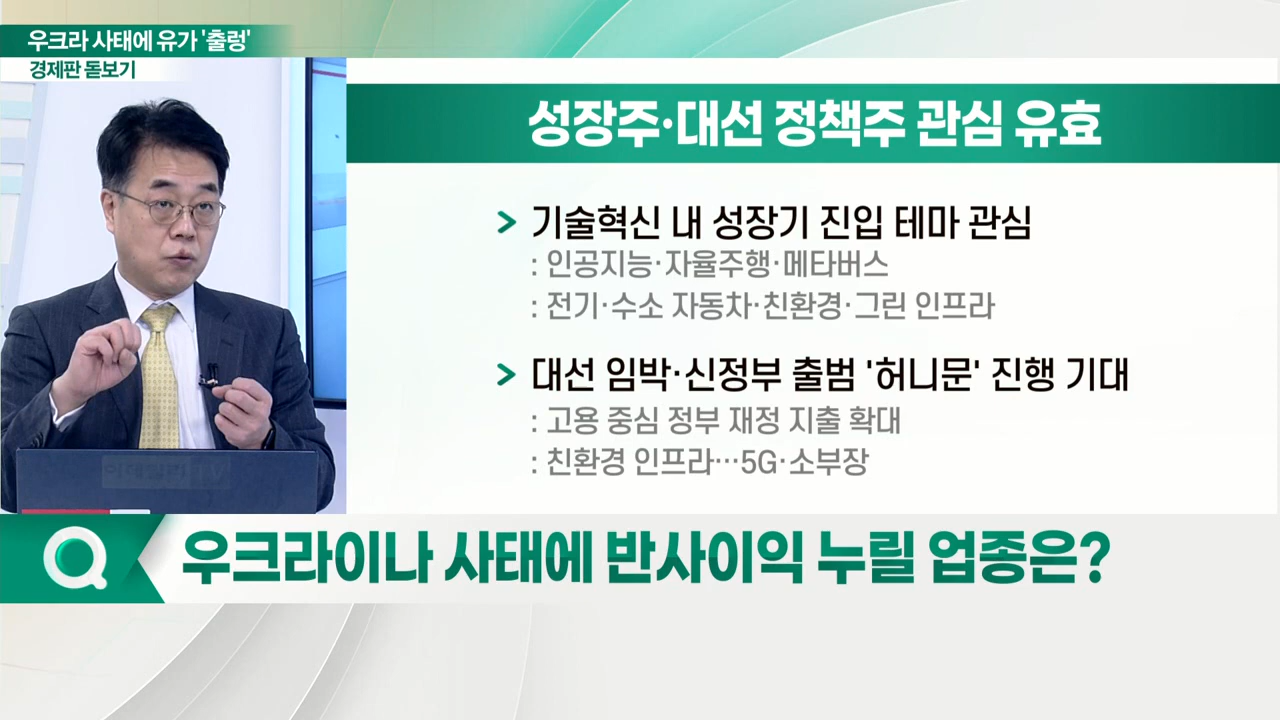 우크라 사태에 유가 '출렁'
경제판 돋보기
성장주·대선 정책주 관심 유효
> 기술혁신 내 성장기 진입 테마 관심
: 인공지능·자율주행·메타버스
: 전기·수소 자동차·친환경·그린 인프라
> 대선 임박·신정부 출범 '허니문' 진행 기대
: 고용 중심 정부 재정 지출 확대
: 친환경 인프라…5G·소부장
우크라이나 사태에 반사이익 누릴 업종은?